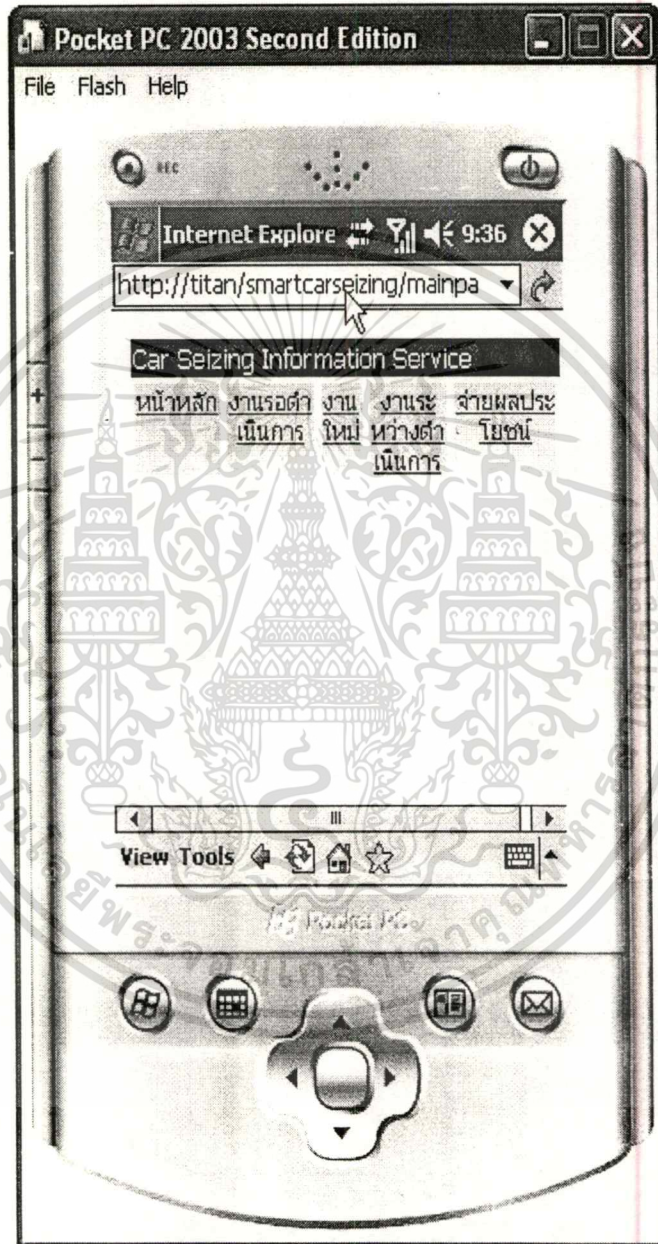 Pocket PC 2003 Second Edition
File Flash Help
REC
Internet Explore 9:36
http://titan/smartcarseizing/mainpa
Car Seizing Information Service
หน้าหลัก งานรอดำ งาน งานระ จ่ายผลประ
เนินการ ใหม่ หว่างดำ โยชน์
เนินการ
View Tools
Pocket PC